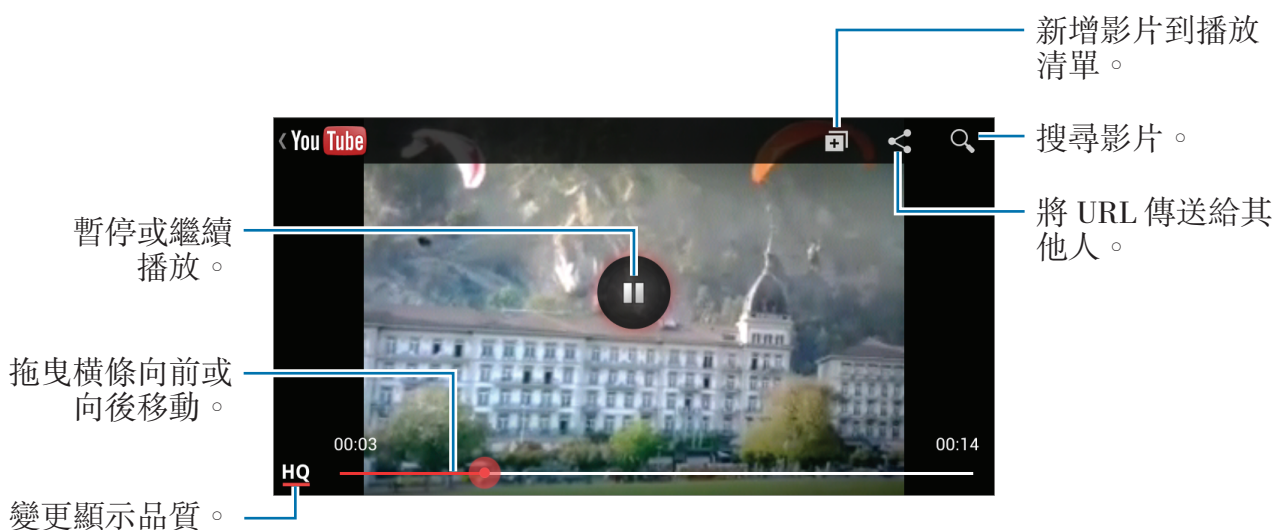 新增影片到播放
清單。
You Tube
搜尋影片。
將 URL 傳送給其
他人。
暫停或繼續
播放。
拖曳橫條向前或
向後移動。
00:03
00:14
HQ
變更顯示品質。